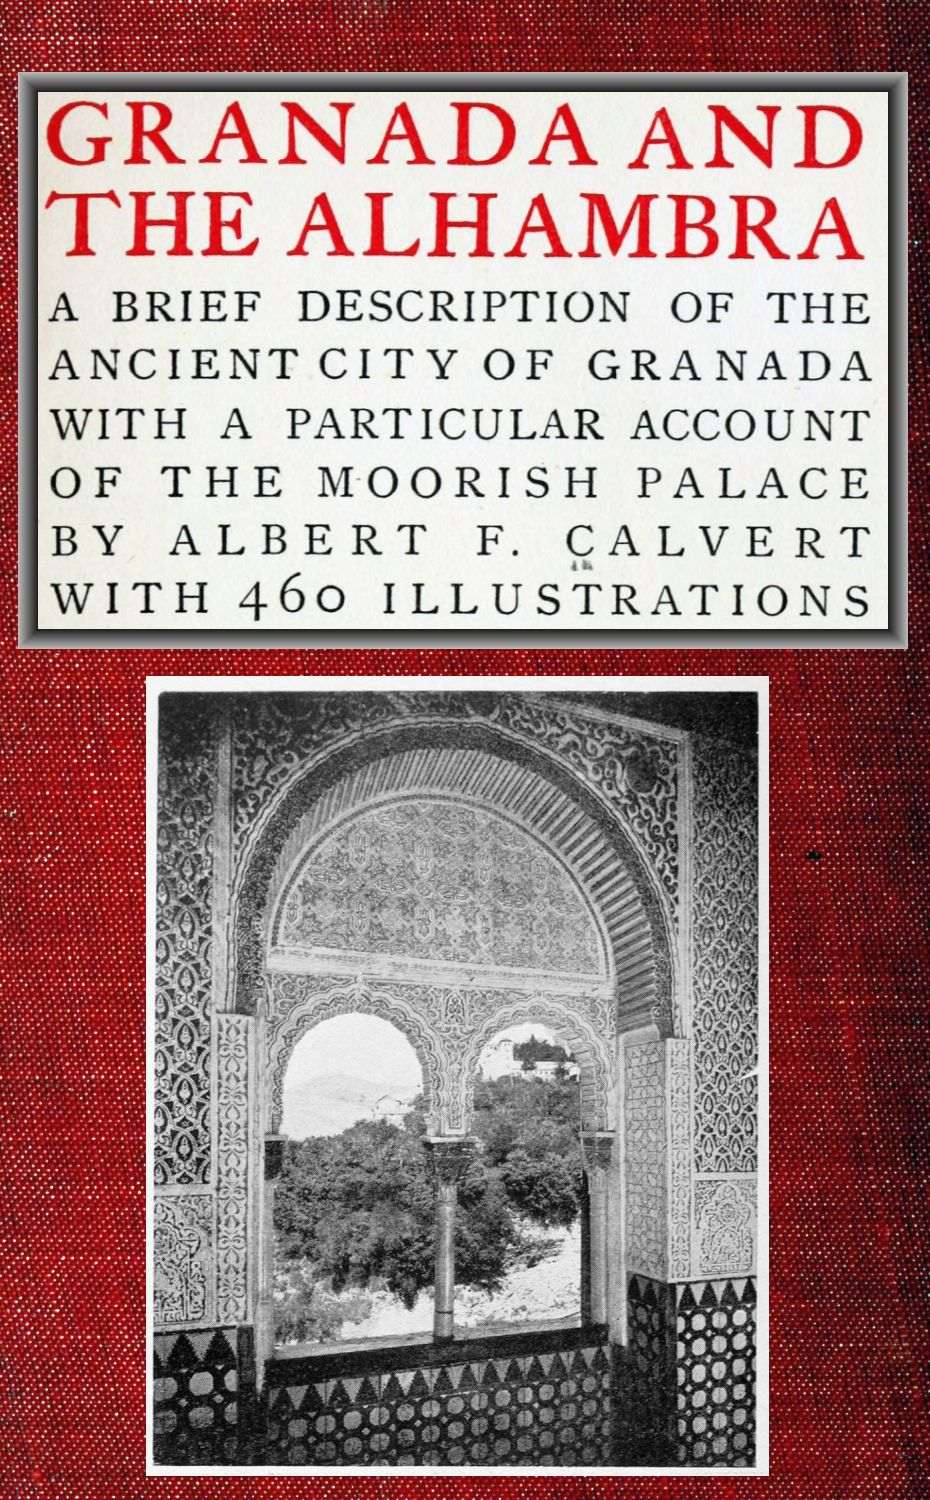 GRANADA AND
THE ALHAMBRA
A BRIEF DESCRIPTION OF THE
ANCIENT CITY OF GRANADA
WITH A PARTICULAR ACCOUNT
OF THE MOORISH PALACE
BY ALBERT F. CALVERT
WITH 460 ILLUSTRATIONS